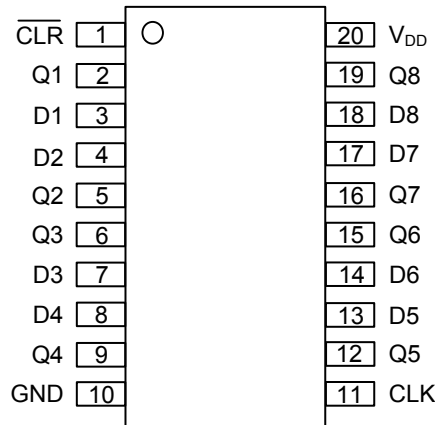 C̅L̅R̅ 1 20 V_DD
Q1 2 19 Q8
D1 3 18 D8
D2 4 17 D7
Q2 5 16 Q7
Q3 6 15 Q6
D3 7 14 D6
D4 8 13 D5
Q4 9 12 Q5
GND 10 11 CLK